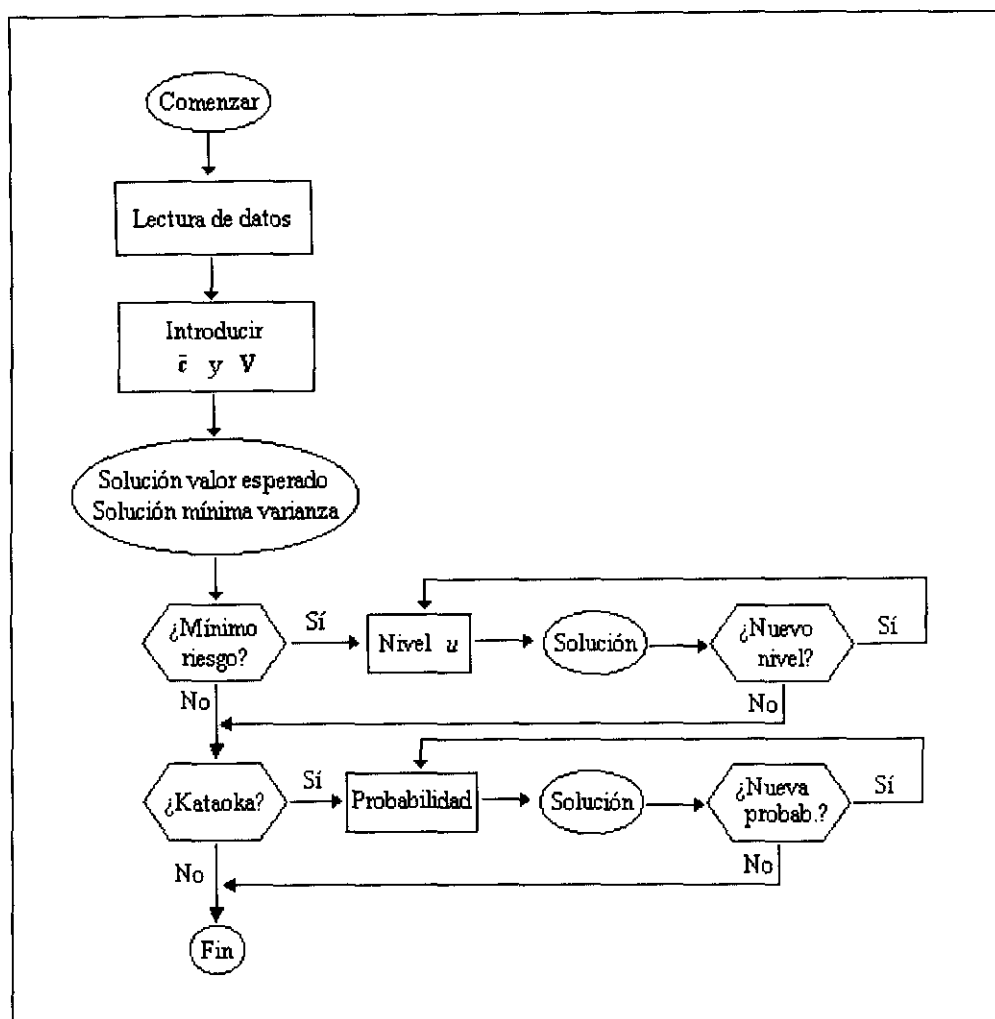 Comenzar
Lectura de datos
Introducir
c̄ y V
Solución valor esperado
Solución mínima varianza
¿Mínimo
riesgo?
Sí
Nivel u
Solución
¿Nuevo
nivel?
Sí
No
No
¿Kataoka?
Sí
Probabilidad
Solución
¿Nueva
probab.?
Sí
No
No
Fin